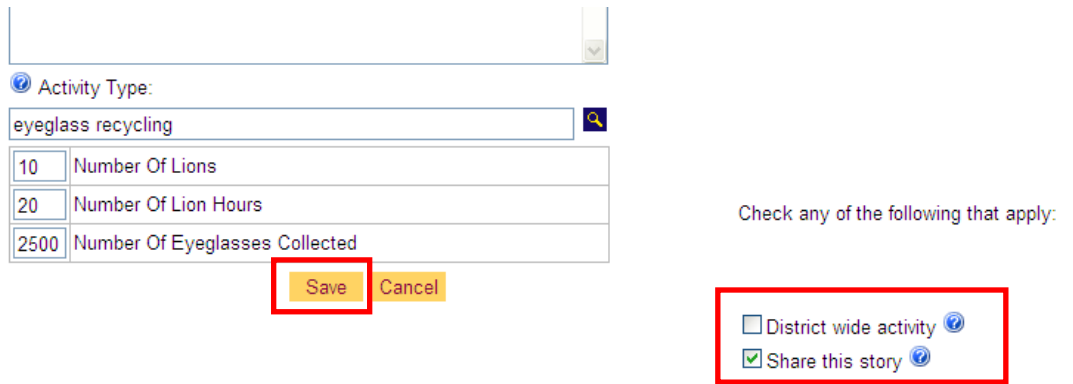 Activity Type:
eyeglass recycling
10 Number Of Lions
20 Number Of Lion Hours
2500 Number Of Eyeglasses Collected
Save Cancel
Check any of the following that apply:
District wide activity
Share this story